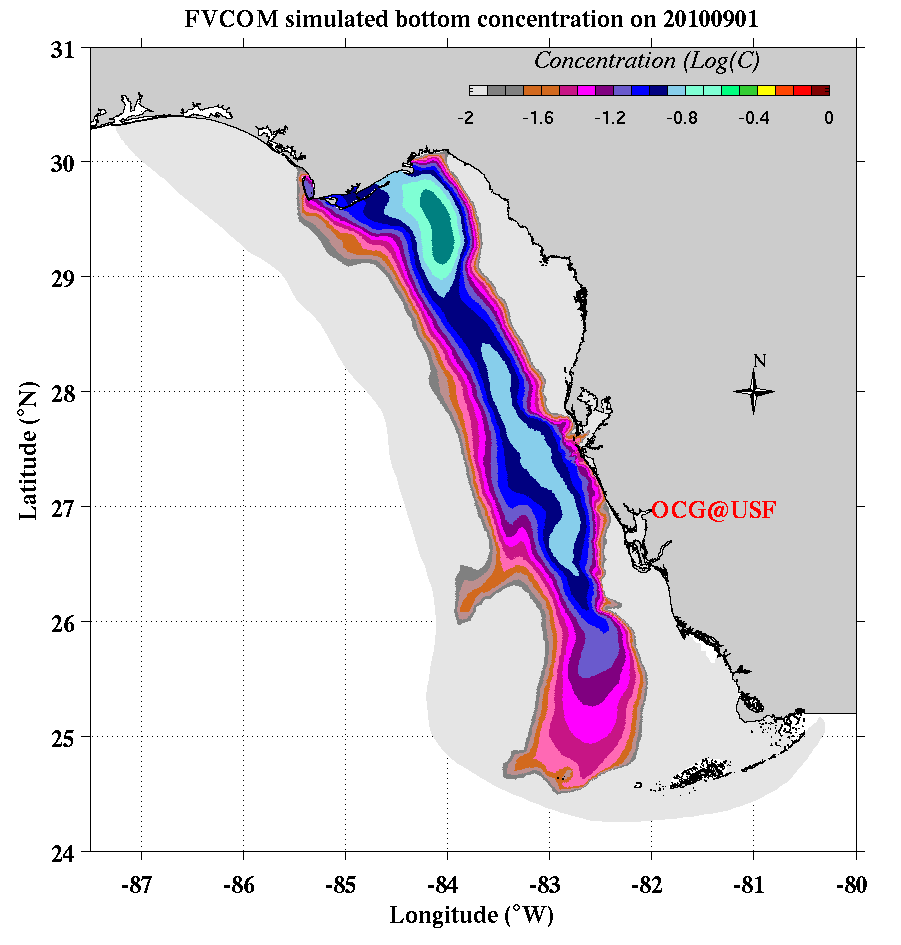 FVCOM simulated bottom concentration on 20100901
Concentration (Log(C)
-2 -1.6 -1.2 -0.8 -0.4 0
31
30
29
28
27
26
25
24
Latitude (°N)
N
OCG@USF
-87 -86 -85 -84 -83 -82 -81 -80
Longitude (°W)